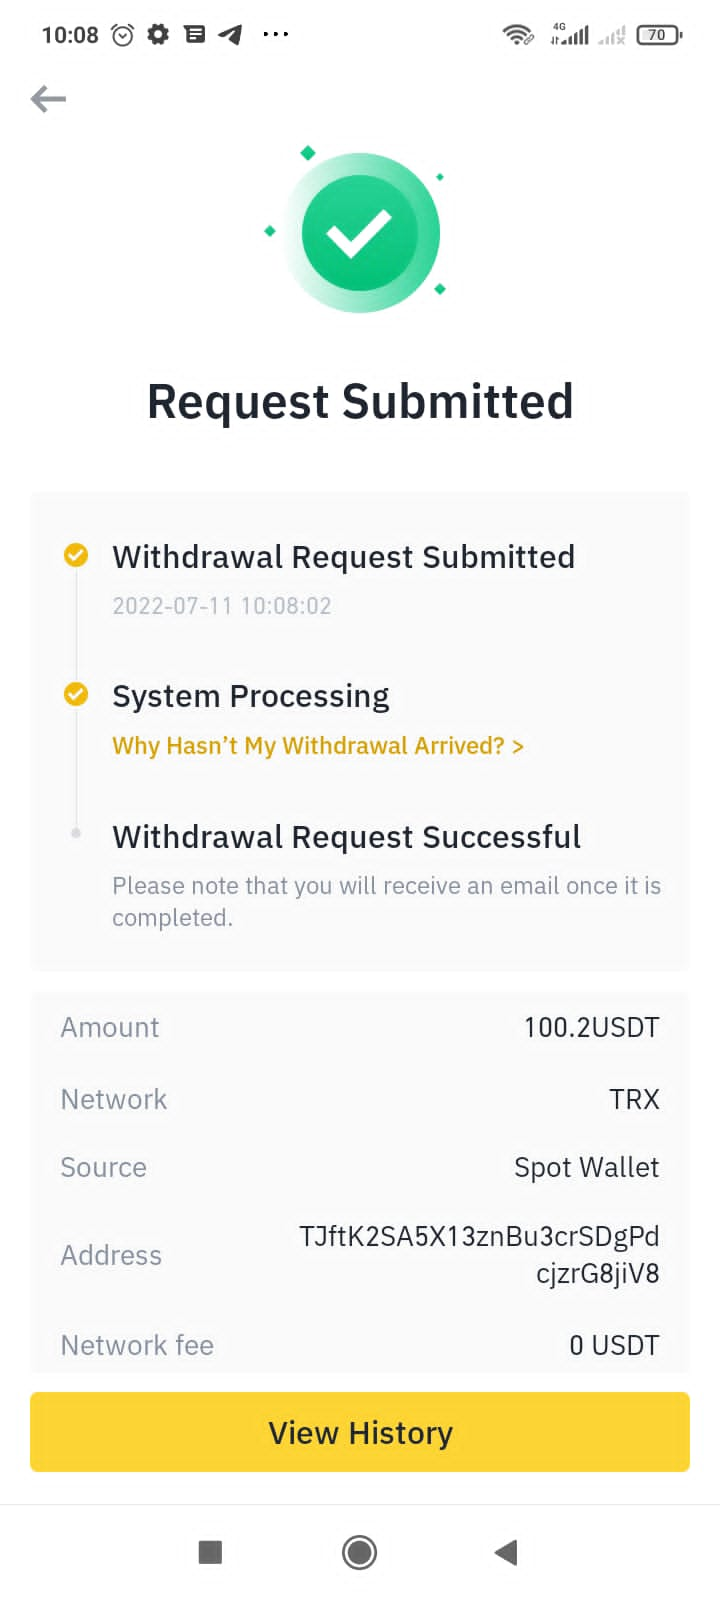 10:08
4G
70
Request Submitted
Withdrawal Request Submitted
2022-07-11 10:08:02
System Processing
Why Hasn't My Withdrawal Arrived? >
Withdrawal Request Successful
Please note that you will receive an email once it is
completed.
Amount 100.2USDT
Network TRX
Source Spot Wallet
Address TJftK2SA5X13znBu3crSDgPd
cjzrG8jiV8
Network fee 0 USDT
View History